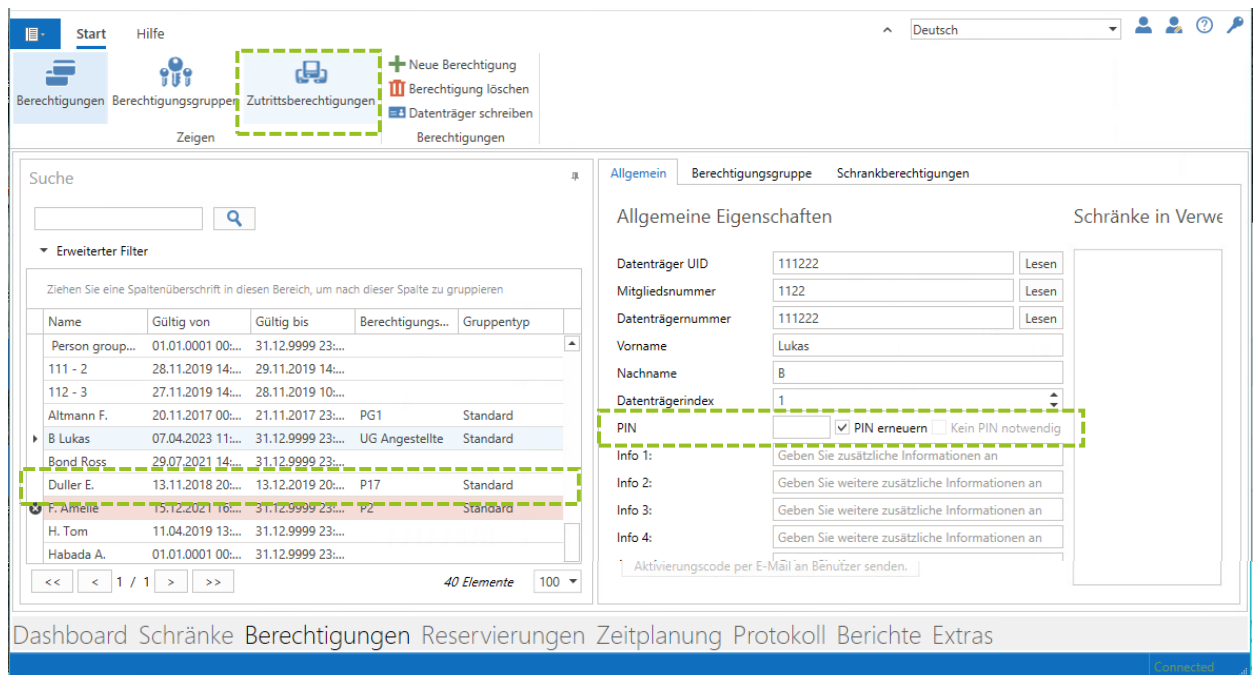 Start Hilfe Deutsch
Berechtigungen Berechtigungsgruppen Zutrittsberechtigungen
Neue Berechtigung
Berechtigung löschen
Datenträger schreiben
Zeigen Berechtigungen
Suche
Erweiterter Filter
Ziehen Sie eine Spaltenüberschrift in diesen Bereich, um nach dieser Spalte zu gruppieren
Name Gültig von Gültig bis Berechtigungs... Gruppentyp
Person group... 01.01.0001 00:... 31.12.9999 23:...
111 - 2 28.11.2019 14:... 29.11.2019 14:...
112 - 3 27.11.2019 14:... 28.11.2019 10:...
Altmann F. 20.11.2017 00:... 21.11.2017 23:... PG1 Standard
B Lukas 07.04.2023 11:... 31.12.9999 23:... UG Angestellte Standard
Bond Ross 29.07.2021 14:... 31.12.9999 23:...
Duller E. 13.11.2018 20:... 13.12.2019 20:... P17 Standard
F. Amelie 15.12.2021 16:... 31.12.9999 23:... P2 Standard
H. Tom 11.04.2019 13:... 31.12.9999 23:...
Habada A. 01.01.0001 00:... 31.12.9999 23:...
<< < 1 / 1 > >> 40 Elemente 100
Allgemein Berechtigungsgruppe Schrankberechtigungen
Allgemeine Eigenschaften
Datenträger UID 111222 Lesen
Mitgliedsnummer 1122 Lesen
Datenträgernummer 111222 Lesen
Vorname Lukas
Nachname B
Datenträgerindex 1
PIN PIN erneuern Kein PIN notwendig
Info 1: Geben Sie zusätzliche Informationen an
Info 2: Geben Sie weitere zusätzliche Informationen an
Info 3: Geben Sie weitere zusätzliche Informationen an
Info 4: Geben Sie weitere zusätzliche Informationen an
Aktivierungscode per E-Mail an Benutzer senden.
Schränke in Verwe
Dashboard Schränke Berechtigungen Reservierungen Zeitplanung Protokoll Berichte Extras
Connected